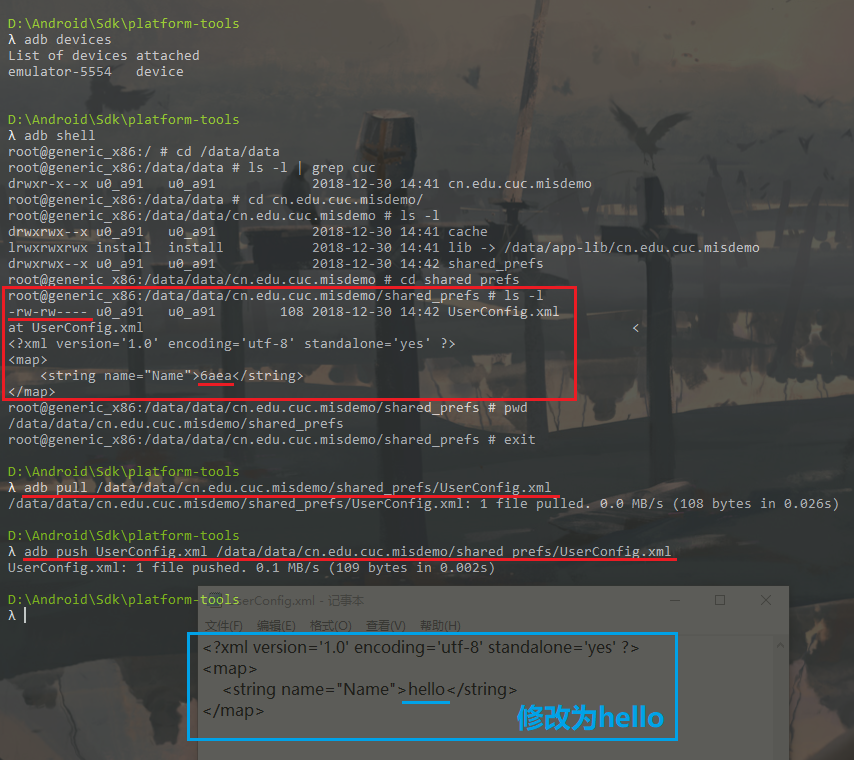 D:\Android\Sdk\platform-tools
λ adb devices
List of devices attached
emulator-5554   device
D:\Android\Sdk\platform-tools
λ adb shell
root@generic_x86:/ # cd /data/data
root@generic_x86:/data/data # ls -l | grep cuc
drwxr-x--x u0_a91   u0_a91            2018-12-30 14:41 cn.edu.cuc.misdemo
root@generic_x86:/data/data # cd cn.edu.cuc.misdemo/
root@generic_x86:/data/data/cn.edu.cuc.misdemo # ls -l
drwxrwx--x u0_a91   u0_a91            2018-12-30 14:41 cache
lrwxrwxrwx install  install           2018-12-30 14:41 lib -> /data/app-lib/cn.edu.cuc.misdemo
drwxrwx--x u0_a91   u0_a91            2018-12-30 14:42 shared_prefs
root@generic_x86:/data/data/cn.edu.cuc.misdemo # cd shared_prefs
root@generic_x86:/data/data/cn.edu.cuc.misdemo/shared_prefs # ls -l
-rw-rw---- u0_a91   u0_a91        108 2018-12-30 14:42 UserConfig.xml
at UserConfig.xml                                                             <
<?xml version='1.0' encoding='utf-8' standalone='yes' ?>
<map>
    <string name="Name">6aea</string>
</map>
root@generic_x86:/data/data/cn.edu.cuc.misdemo/shared_prefs # pwd
/data/data/cn.edu.cuc.misdemo/shared_prefs
root@generic_x86:/data/data/cn.edu.cuc.misdemo/shared_prefs # exit
D:\Android\Sdk\platform-tools
λ adb pull /data/data/cn.edu.cuc.misdemo/shared_prefs/UserConfig.xml
/data/data/cn.edu.cuc.misdemo/shared_prefs/UserConfig.xml: 1 file pulled. 0.0 MB/s (108 bytes in 0.026s)
D:\Android\Sdk\platform-tools
λ adb push UserConfig.xml /data/data/cn.edu.cuc.misdemo/shared_prefs/UserConfig.xml
UserConfig.xml: 1 file pushed. 0.1 MB/s (109 bytes in 0.002s)
D:\Android\Sdk\platform-tools
λ
UserConfig.xml - 记事本
文件(F) 编辑(E) 格式(O) 查看(V) 帮助(H)
<?xml version='1.0' encoding='utf-8' standalone='yes' ?>
<map>
    <string name="Name">hello</string>
</map>
修改为hello